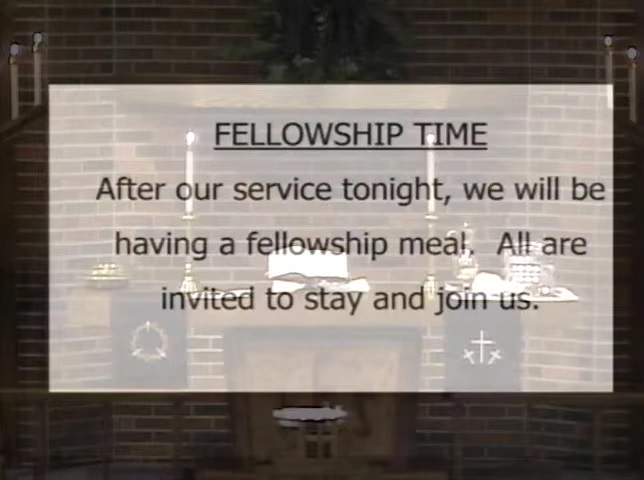 FELLOWSHIP TIME
After our service tonight, we will be
having a fellowship meal.  All are
invited to stay and join us.